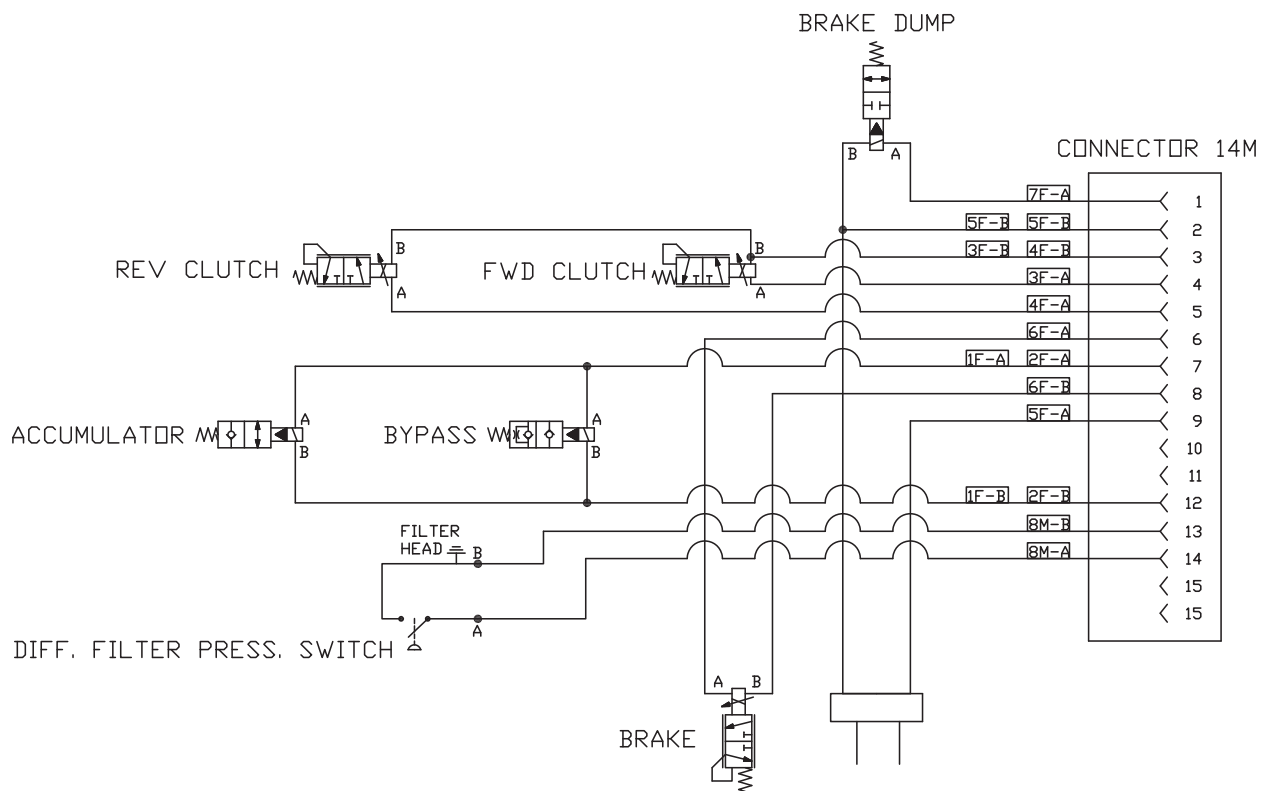 BRAKE DUMP
B A
CONNECTOR 14M
7F-A 1
5F-B 5F-B 2
B B 3F-B 4F-B 3
REV CLUTCH FWD CLUTCH 3F-A 4
A A
4F-A 5
6F-A 6
1F-A 2F-A 7
6F-B 8
A A 5F-A 9
ACCUMULATOR BYPASS
B B 10
11
1F-B 2F-B 12
8M-B 13
FILTER
HEAD B 8M-A 14
15
15
A
DIFF. FILTER PRESS. SWITCH
A B
BRAKE